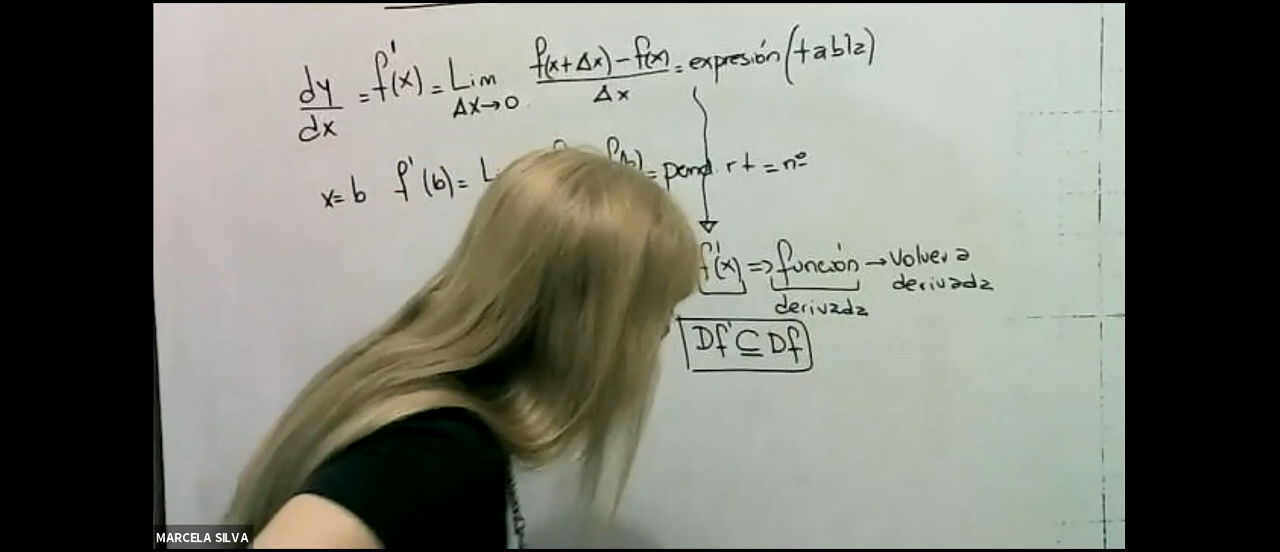 dy/dx = f'(x) = Lim Δx→0 f(x+Δx)-f(x)/Δx = expresión (tabla)
x=b f'(b) = L f(b) = pend rt = nº
f'(x) ⇒ función → volver a derivada
derivada
Df' ⊆ Df
MARCELA SILVA